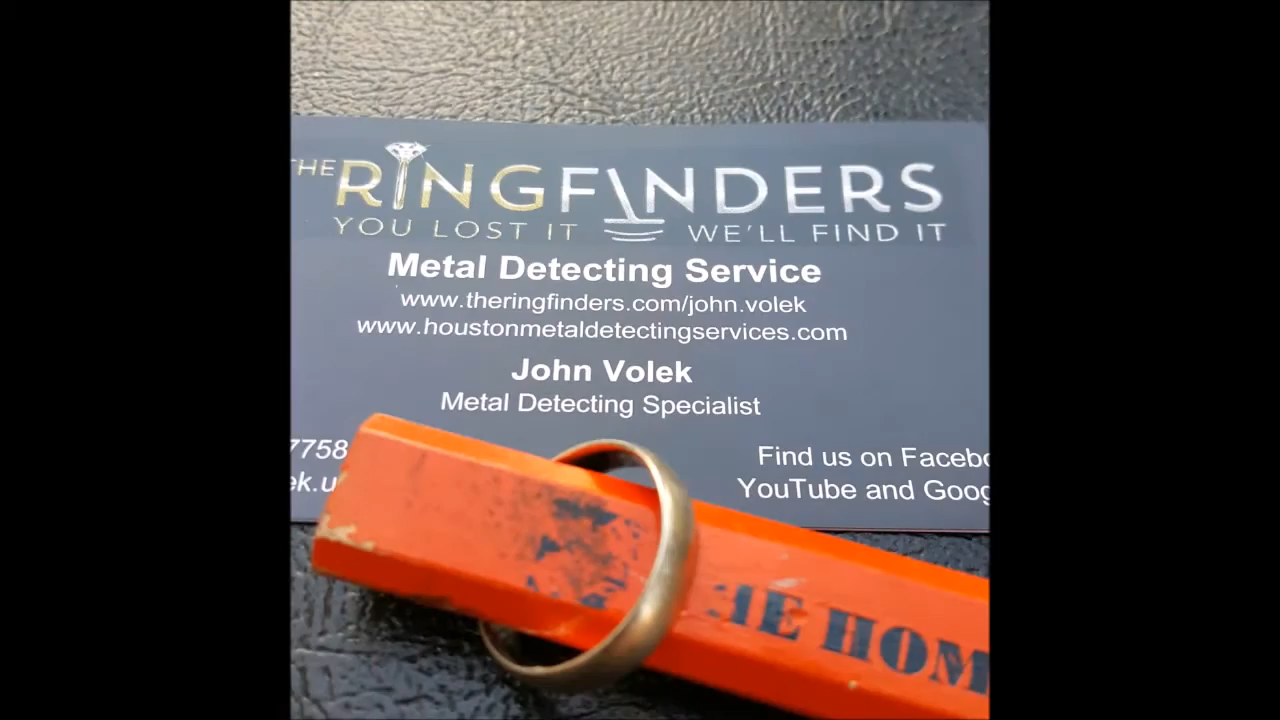 THE RINGFINDERS
YOU LOST IT WE'LL FIND IT
Metal Detecting Service
www.theringfinders.com/john.volek
www.houstonmetaldetectingservices.com
John Volek
Metal Detecting Specialist
7758
Find us on Facebo
ek.u
YouTube and Goog
HOM